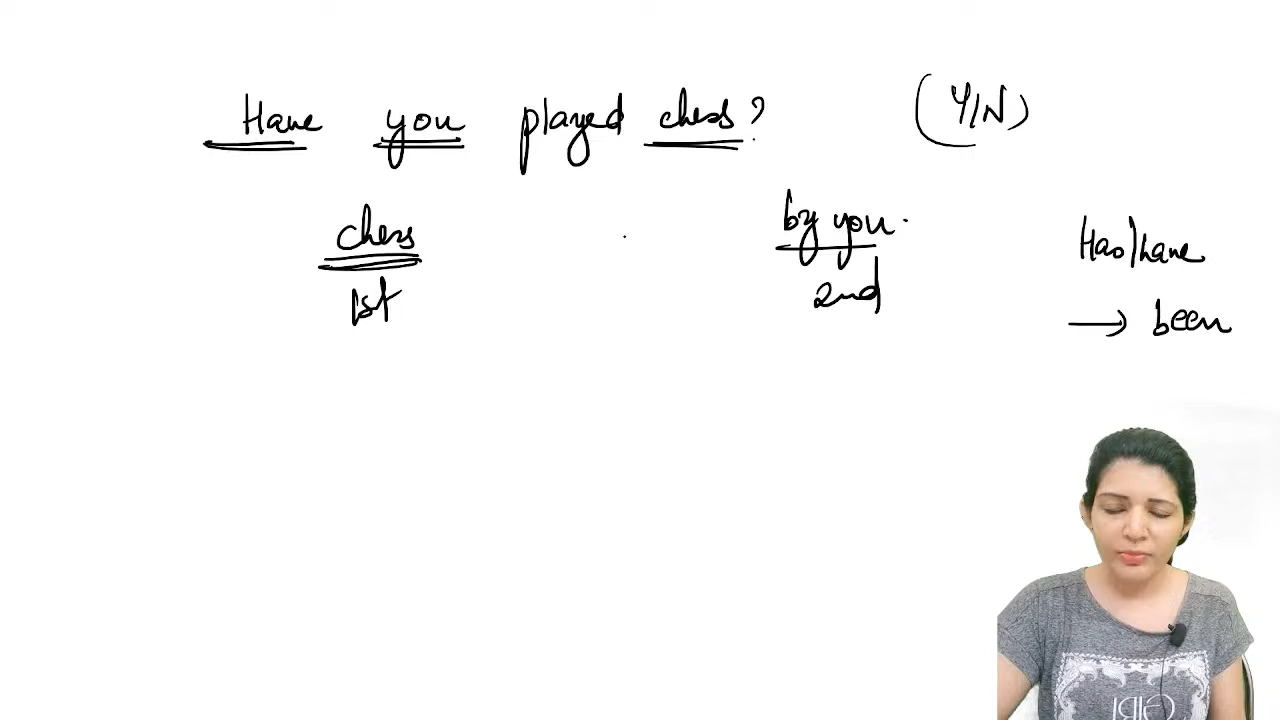 Have you played chess? (Y/N)
chess by you.
1st 2nd
Has/have
→ been